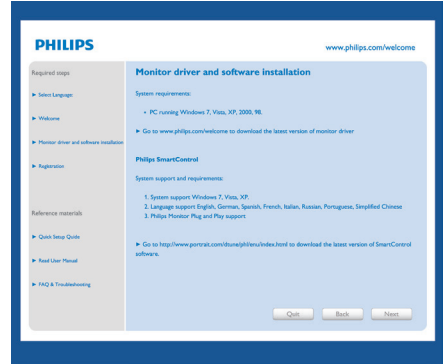 PHILIPS
www.philips.com/welcome
Required steps:
► Select Language:
► Welcome
► Monitor driver and software installation
► Registration
Reference materials
► Quick Setup Guide
► Read User Manual
► FAQ & Troubleshooting
Monitor driver and software installation
System requirements:
• PC running Windows 7, Vista, XP, 2000, 98.
► Go to www.philips.com/welcome to download the latest version of monitor driver
Philips SmartControl
System support and requirements:
1. System support Windows 7, Vista, XP.
2. Language support English, German, Spanish, French, Italian, Russian, Portuguese, Simplified Chinese
3. Philips Monitor Plug and Play support
► Go to http://www.portrait.com/dtune/phl/enu/index.html to download the latest version of SmartControl
software.
Quit Back Next